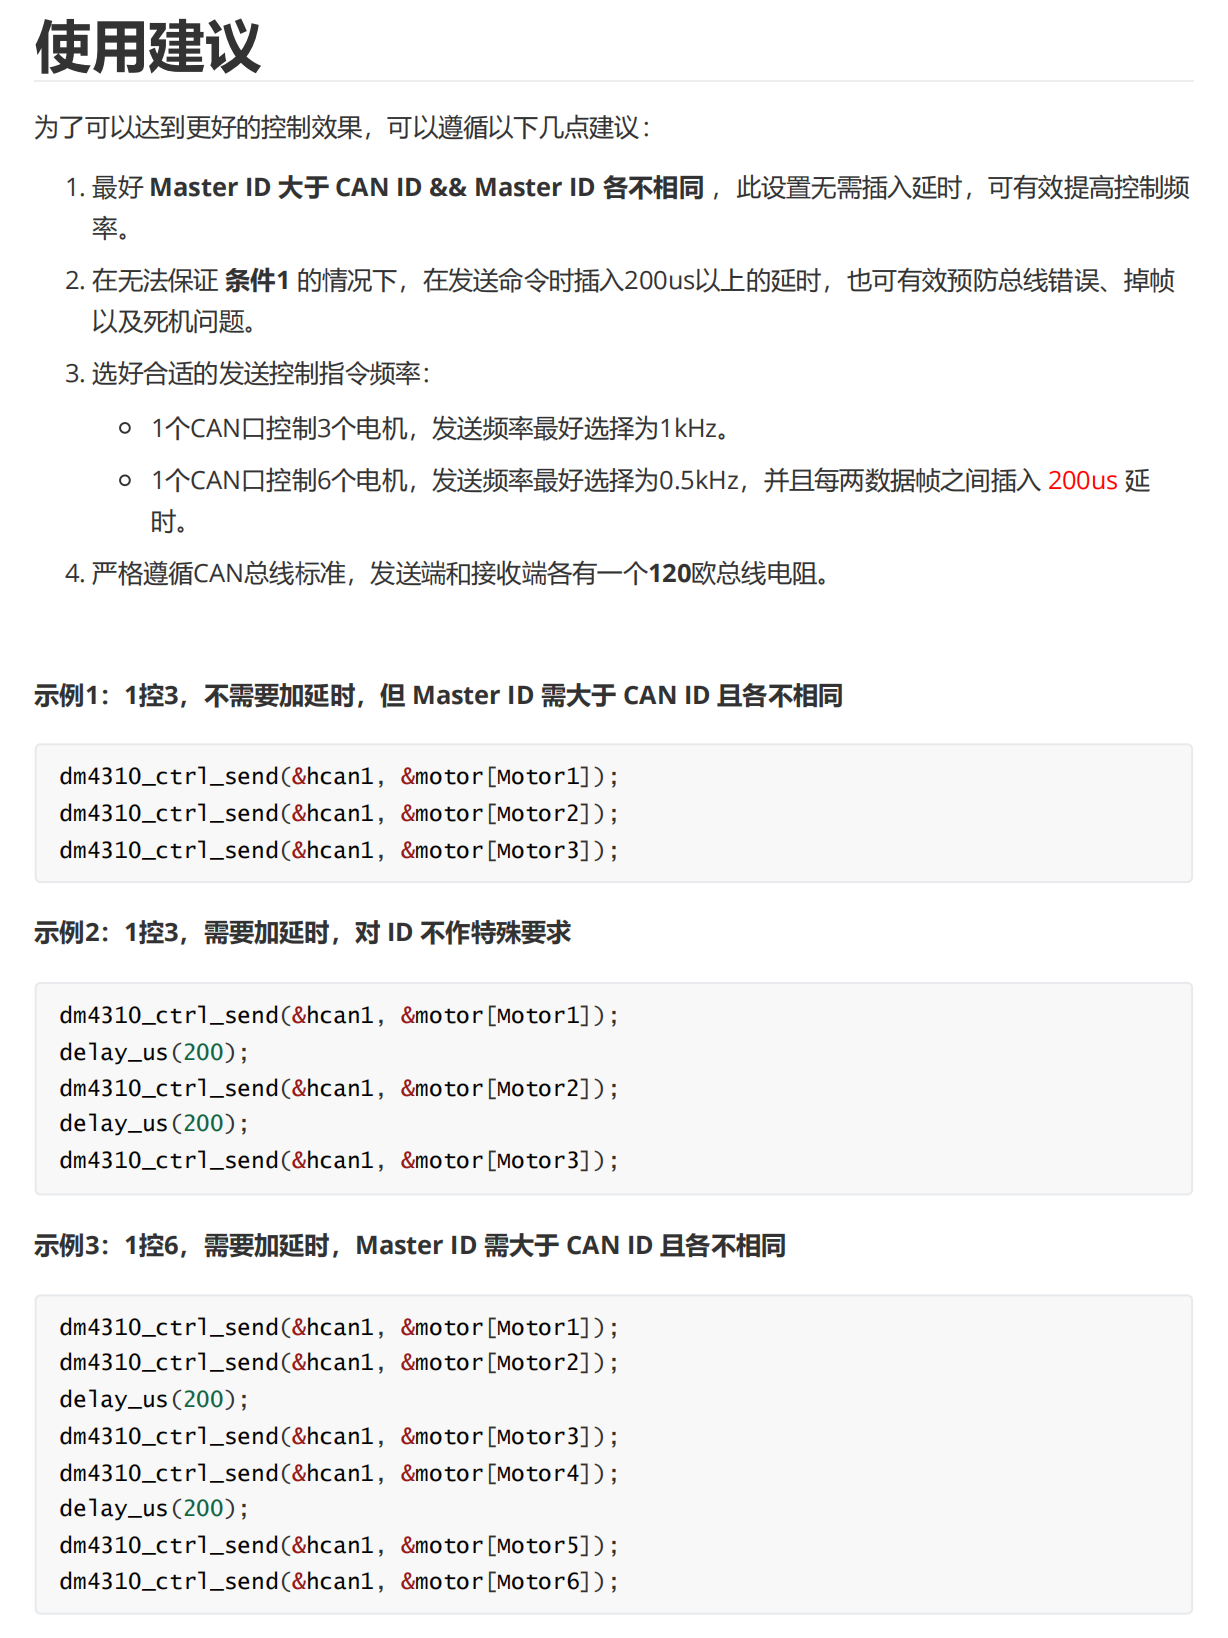 使用建议
为了可以达到更好的控制效果，可以遵循以下几点建议：
1. 最好 Master ID 大于 CAN ID && Master ID 各不相同 ，此设置无需插入延时，可有效提高控制频
率。
2. 在无法保证 条件1 的情况下，在发送命令时插入200us以上的延时，也可有效预防总线错误、掉帧
以及死机问题。
3. 选好合适的发送控制指令频率：
○ 1个CAN口控制3个电机，发送频率最好选择为1kHz。
○ 1个CAN口控制6个电机，发送频率最好选择为0.5kHz，并且每两数据帧之间插入 200us 延
时。
4. 严格遵循CAN总线标准，发送端和接收端各有一个120欧总线电阻。
示例1：1控3，不需要加延时，但 Master ID 需大于 CAN ID 且各不相同
dm4310_ctrl_send(&hcan1, &motor[Motor1]);
dm4310_ctrl_send(&hcan1, &motor[Motor2]);
dm4310_ctrl_send(&hcan1, &motor[Motor3]);
示例2：1控3，需要加延时，对 ID 不作特殊要求
dm4310_ctrl_send(&hcan1, &motor[Motor1]);
delay_us(200);
dm4310_ctrl_send(&hcan1, &motor[Motor2]);
delay_us(200);
dm4310_ctrl_send(&hcan1, &motor[Motor3]);
示例3：1控6，需要加延时，Master ID 需大于 CAN ID 且各不相同
dm4310_ctrl_send(&hcan1, &motor[Motor1]);
dm4310_ctrl_send(&hcan1, &motor[Motor2]);
delay_us(200);
dm4310_ctrl_send(&hcan1, &motor[Motor3]);
dm4310_ctrl_send(&hcan1, &motor[Motor4]);
delay_us(200);
dm4310_ctrl_send(&hcan1, &motor[Motor5]);
dm4310_ctrl_send(&hcan1, &motor[Motor6]);